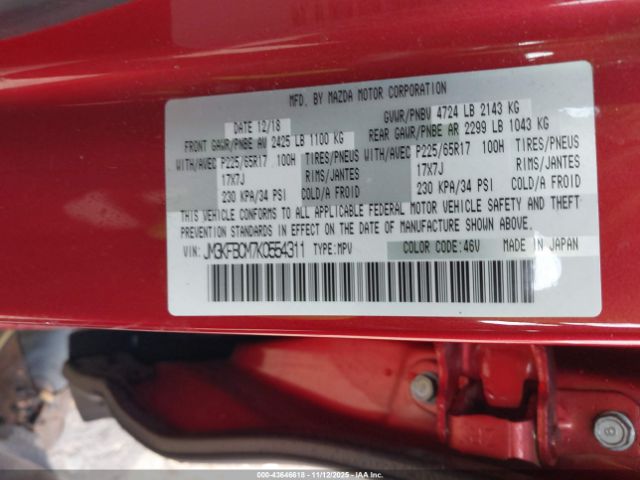 MFD. BY MAZDA MOTOR CORPORATION
DATE 12/18 GVWR/PNBV 4724 LB 2143 KG
FRONT GAWR/PNBE AV 2425 LB 1100 KG REAR GAWR/PNBE AR 2299 LB 1043 KG
WITH/AVEC P225/65R17 100H TIRES/PNEUS WITH/AVEC P225/65R17 100H TIRES/PNEUS
17X7J RIMS/JANTES 17X7J RIMS/JANTES
230 KPA/34 PSI COLD/A FROID 230 KPA/34 PSI COLD/A FROID
THIS VEHICLE CONFORMS TO ALL APPLICABLE FEDERAL MOTOR VEHICLE SAFETY, BUMPER, AND THEFT
PREVENTION STANDARDS IN EFFECT ON THE DATE OF MANUFACTURE SHOWN ABOVE.
VIN: JM3KFBCM7K0554311 TYPE: MPV COLOR CODE: 46V MADE IN JAPAN
00-43646618 - 11/12/2025 - IAAI.COM